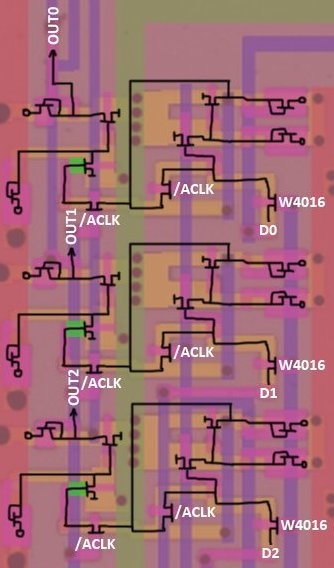 OUT0
/ACLK
W4016
/ACLK
D0
OUT1
/ACLK
W4016
/ACLK
D1
OUT2
/ACLK
W4016
/ACLK
D2